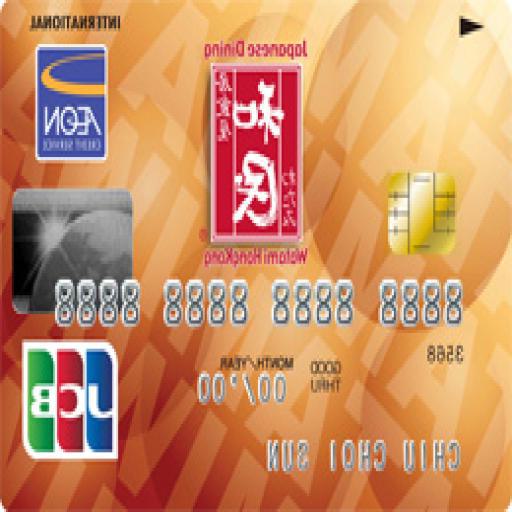 INTERNATIONAL
Japanese Dining
和民
AEON
CREDIT SERVICE
Watami HongKong®
8888 8888 8888 8888
3568
GOOD THRU
MONTH/YEAR
00/'00
CHIU CHOI SUN
JCB